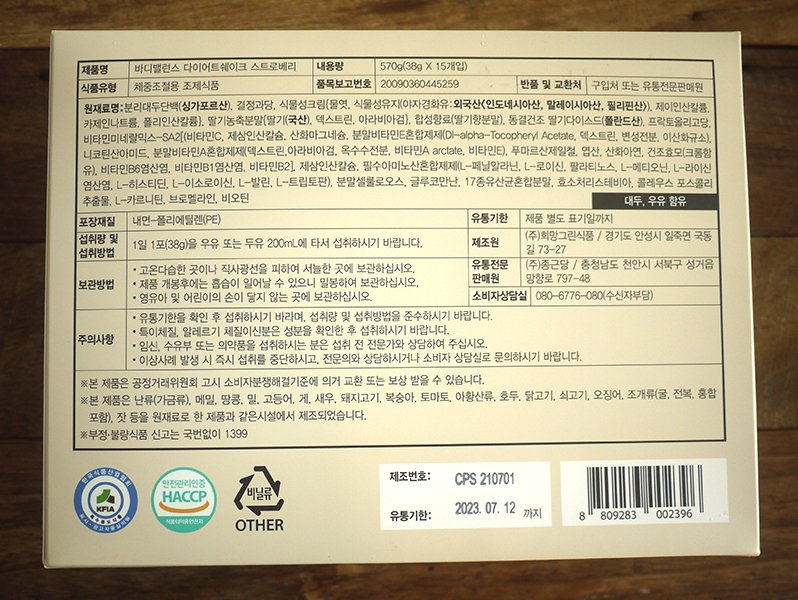 제품명 바디밸런스 다이어트쉐이크 스트로베리 내용량 570g(38g X 15개입)
식품유형 체중조절용 조제식품 품목보고번호 20090360445259 반품 및 교환처 구입처 또는 유통전문판매원
원재료명:분리대두단백(싱가포르산), 결정과당, 식물성크림{물엿, 식물성유지(야자경화유:외국산(인도네시아산, 말레이시아산, 필리핀산)}, 제이인산칼륨,
카제인나트륨, 폴리인산칼륨}, 딸기농축분말{딸기(국산), 덱스트린, 아라비아검}, 합성향료(딸기향분말), 동결건조 딸기다이스드(폴란드산), 프락토올리고당,
비타민미네랄믹스-SA2[{비타민C, 제삼인산칼슘, 산화마그네슘, 분말비타민E혼합제제(Dl-alpha-Tocopheryl Acetate, 덱스트린, 변성전분, 이산화규소),
니코틴산아미드, 분말비타민A혼합제제(덱스트린,아라비아검, 옥수수전분, 비타민A arctate, 비타민E), 푸마르산제일철, 엽산, 산화아연, 건조효모(크롬함
유), 비타민B6염산염, 비타민B1염산염, 비타민B2], 제삼인산칼슘, 필수아미노산혼합제제[L-페닐알라닌, L-로이신, 팔라티노스, L-메티오닌, L-라이신
염산염, L-히스티딘, L-이소로이신, L-발린, L-트립토판), 분말셀룰로오스, 글루코만난, 17종유산균혼합분말, 효소처리스테비아, 콜레우스 포스콜리
추출물, L-카르니틴, 브로멜라인, 비오틴
대두, 우유 함유
포장재질 내면-폴리에틸렌(PE) 유통기한 제품 별도 표기일까지
섭취량 및 섭취방법 1일 1포(38g)을 우유 또는 두유 200mL에 타서 섭취하시기 바랍니다.
제조원 (주)희망그린식품 / 경기도 안성시 일죽면 국동
길 73-27
보관방법 • 고온다습한 곳이나 직사광선을 피하여 서늘한 곳에 보관하십시오.
• 제품 개봉후에는 흡습이 일어날 수 있으니 밀봉하여 보관하십시오.
• 영유아 및 어린이의 손이 닿지 않는 곳에 보관하십시오.
유통전문 판매원 (주)종근당 / 충청남도 천안시 서북구 성거읍
망향로 797-48
소비자상담실 080-6776-080(수신자부담)
주의사항 • 유통기한을 확인 후 섭취하시기 바라며, 섭취량 및 섭취방법을 준수하시기 바랍니다.
• 특이체질, 알레르기 체질이신분은 성분을 확인한 후 섭취하십시오.
• 임신, 수유부 또는 의약품을 섭취하시는 분은 섭취 전 전문가와 상담하여 주십시오.
• 이상사례 발생 시 즉시 섭취를 중단하시고, 전문의와 상담하시거나 소비자 상담실로 문의하시기 바랍니다.
※본 제품은 공정거래위원회 고시 소비자분쟁해결기준에 의거 교환 또는 보상 받을 수 있습니다.
※본 제품은 난류(가금류), 메밀, 땅콩, 밀, 고등어, 게, 새우, 돼지고기, 복숭아, 토마토, 아황산류, 호두, 닭고기, 쇠고기, 오징어, 조개류(굴, 전복, 홍합
포함), 잣 등을 원재료로 한 제품과 같은시설에서 제조되었습니다.
※부정·불량식품 신고는 국번없이 1399
한국식품산업협회
KFIA
안전관리인증
HACCP
식품의약품안전처
비닐류
OTHER
제조번호: CPS 210701
유통기한: 2023. 07. 12 까지
8 809283 002396